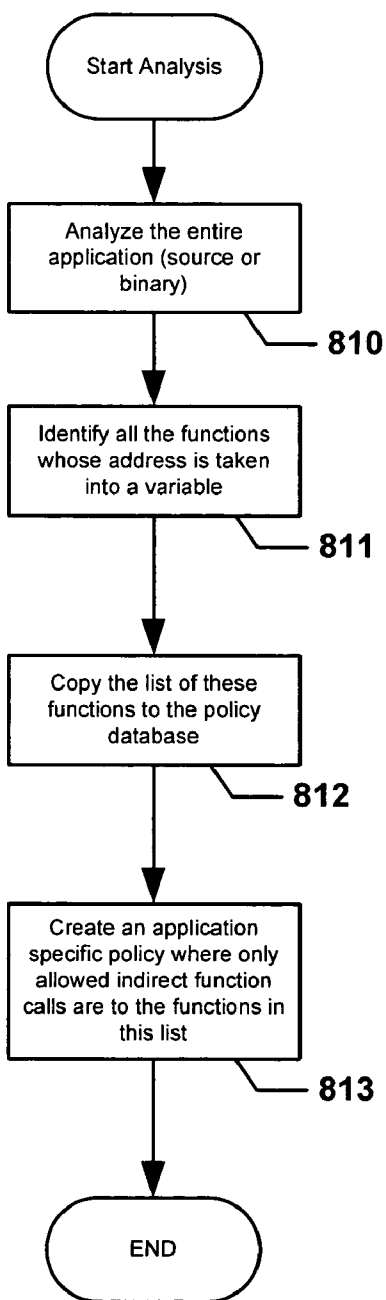 Start Analysis
Analyze the entire
application (source or
binary)
810
Identify all the functions
whose address is taken
into a variable
811
Copy the list of these
functions to the policy
database
812
Create an application
specific policy where only
allowed indirect function
calls are to the functions in
this list
813
END